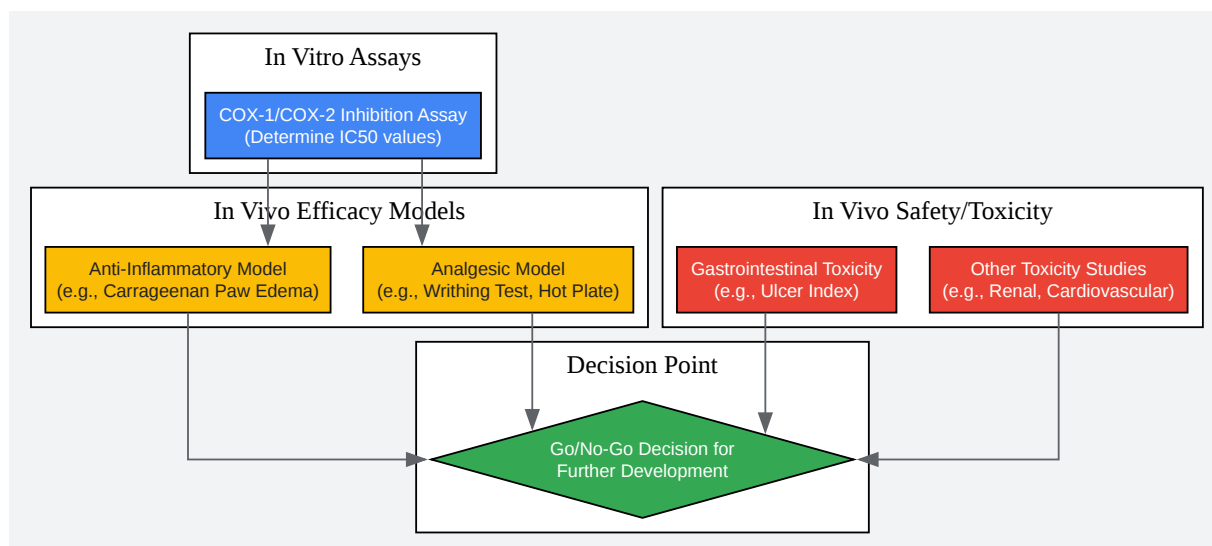 In Vitro Assays
COX-1/COX-2 Inhibition Assay
(Determine IC50 values)
In Vivo Efficacy Models
Anti-Inflammatory Model
(e.g., Carrageenan Paw Edema)
Analgesic Model
(e.g., Writhing Test, Hot Plate)
In Vivo Safety/Toxicity
Gastrointestinal Toxicity
(e.g., Ulcer Index)
Other Toxicity Studies
(e.g., Renal, Cardiovascular)
Decision Point
Go/No-Go Decision for
Further Development